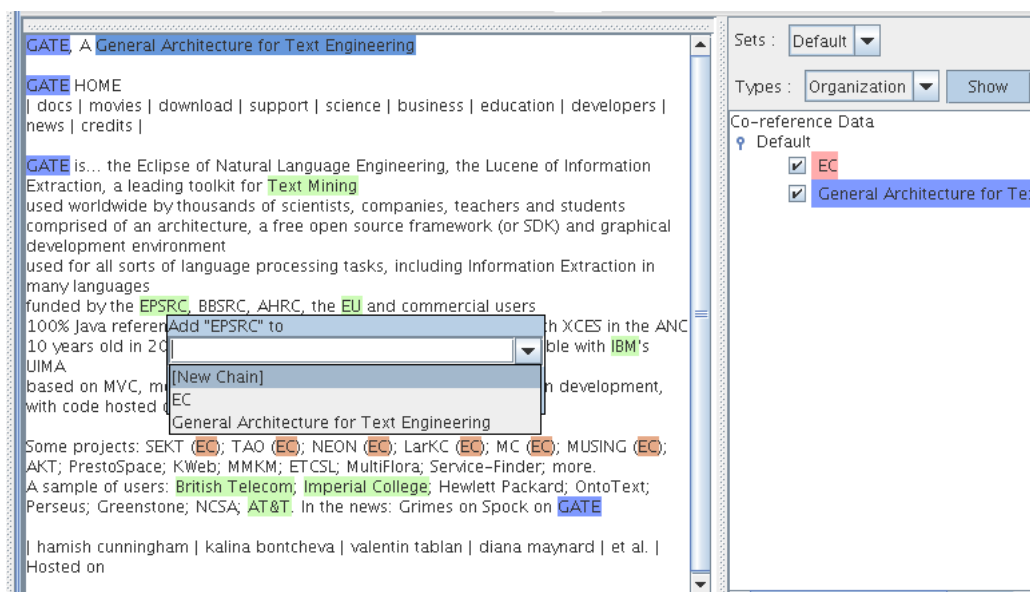 GATE, A General Architecture for Text Engineering
GATE HOME
| docs | movies | download | support | science | business | education | developers |
news | credits |
GATE is... the Eclipse of Natural Language Engineering, the Lucene of Information
Extraction, a leading toolkit for Text Mining
used worldwide by thousands of scientists, companies, teachers and students
comprised of an architecture, a free open source framework (or SDK) and graphical
development environment
used for all sorts of language processing tasks, including Information Extraction in
many languages
funded by the EPSRC, BBSRC, AHRC, the EU and commercial users
100% Java XCES in the ANC
10 years old in with IBM's
UIMA
based on MVC, development,
with code hosted
Add "EPSRC" to
[New Chain]
EC
General Architecture for Text Engineering
Some projects: SEKT (EC); TAO (EC); NEON (EC); LarKC (EC); MC (EC); MUSING (EC);
AKT; PrestoSpace; KWeb; MMKM; ETCSL; MultiFlora; Service-Finder; more.
A sample of users: British Telecom; Imperial College; Hewlett Packard; OntoText;
Perseus; Greenstone; NCSA; AT&T. In the news: Grimes on Spock on GATE
| hamish cunningham | kalina bontcheva | valentin tablan | diana maynard | et al. |
Hosted on
Sets : Default
Types : Organization Show
Co-reference Data
Default
EC
General Architecture for